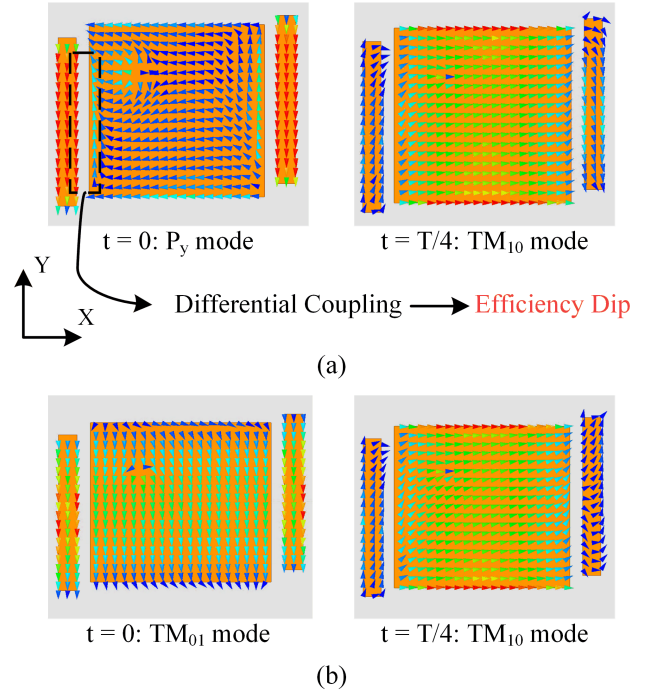 t = 0: Py mode
t = T/4: TM10 mode
Y
X
Differential Coupling
Efficiency Dip
(a)
t = 0: TM01 mode
t = T/4: TM10 mode
(b)